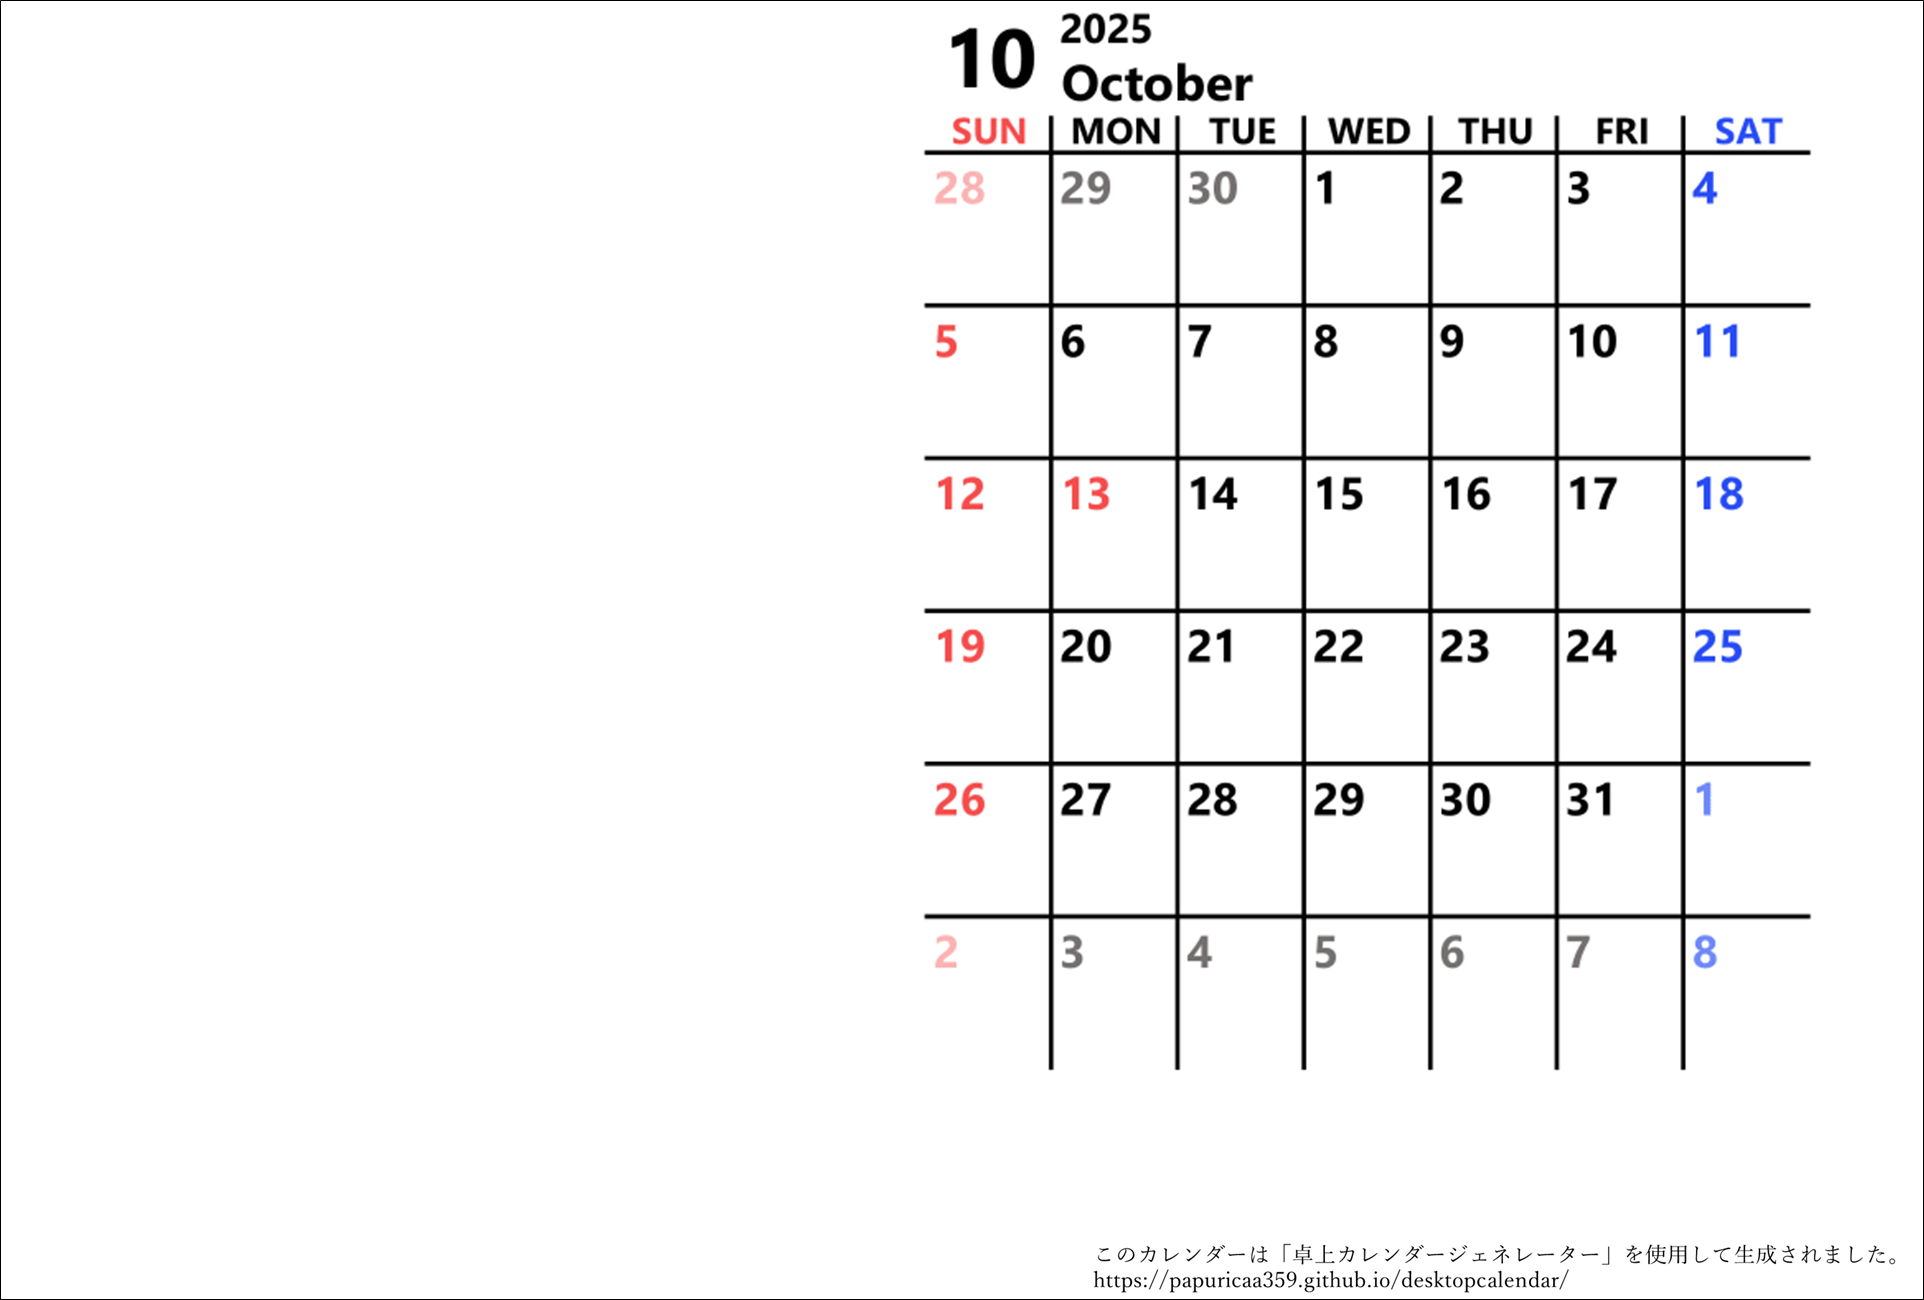 10
2025
October
SUN MON TUE WED THU FRI SAT
28 29 30 1 2 3 4
5 6 7 8 9 10 11
12 13 14 15 16 17 18
19 20 21 22 23 24 25
26 27 28 29 30 31 1
2 3 4 5 6 7 8
このカレンダーは「卓上カレンダージェネレーター」を使用して生成されました。
https://papuricaa359.github.io/desktopcalendar/